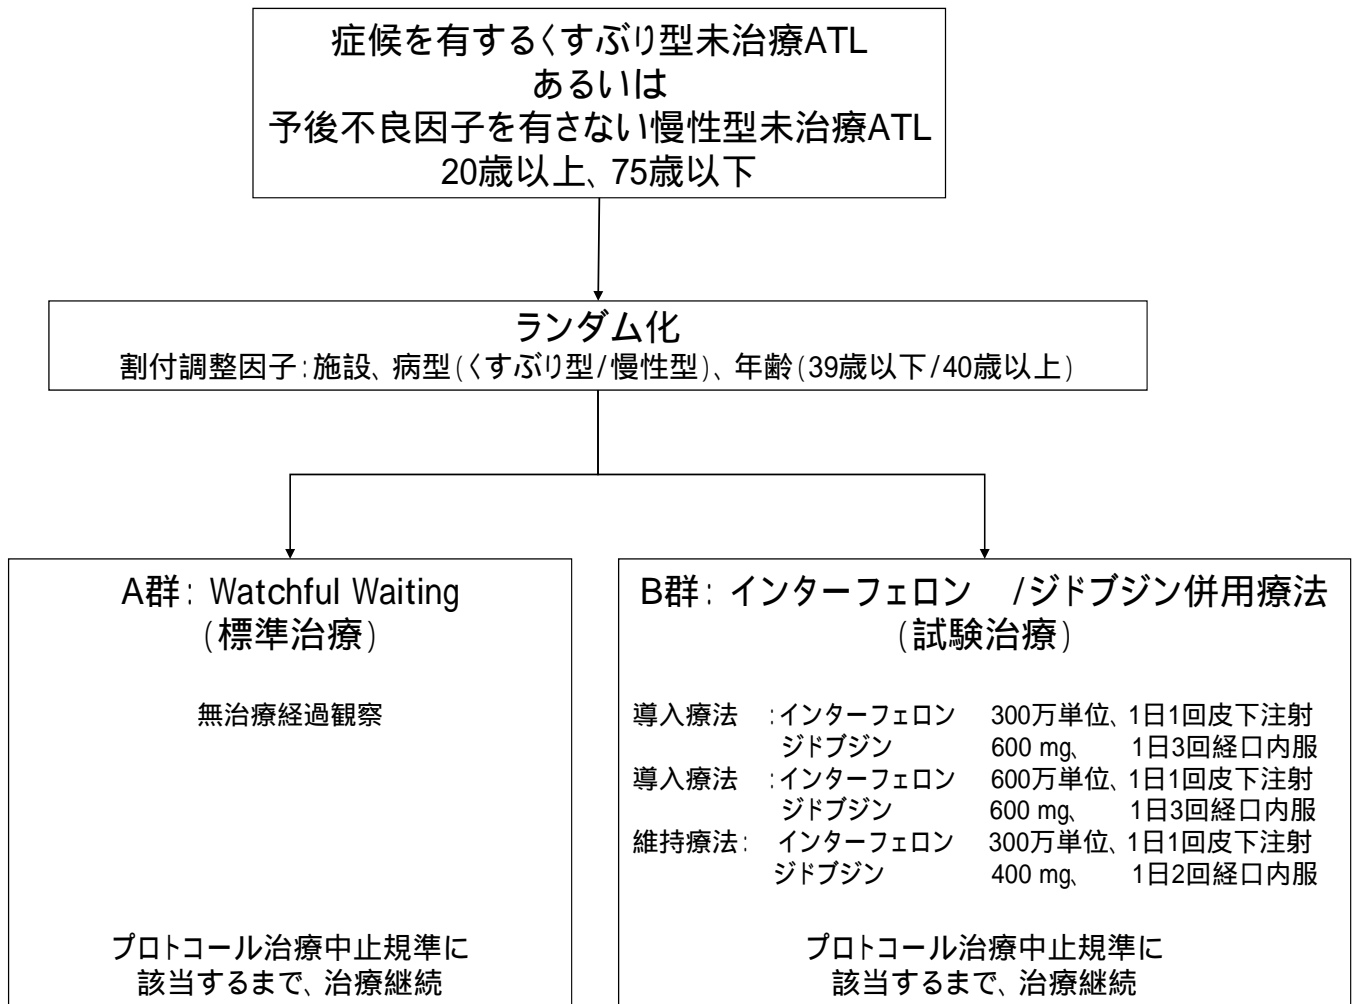 症候を有するくすぶり型未治療ATL
あるいは
予後不良因子を有さない慢性型未治療ATL
20歳以上、75歳以下
ランダム化
割付調整因子:施設、病型(くすぶり型/慢性型)、年齢(39歳以下/40歳以上)
A群: Watchful Waiting
(標準治療)
無治療経過観察
プロトコール治療中止規準に
該当するまで、治療継続
B群: インターフェロン /ジドブジン併用療法
(試験治療)
導入療法 :インターフェロン 300万単位、1日1回皮下注射
ジドブジン 600 mg、 1日3回経口内服
導入療法 :インターフェロン 600万単位、1日1回皮下注射
ジドブジン 600 mg、 1日3回経口内服
維持療法: インターフェロン 300万単位、1日1回皮下注射
ジドブジン 400 mg、 1日2回経口内服
プロトコール治療中止規準に
該当するまで、治療継続